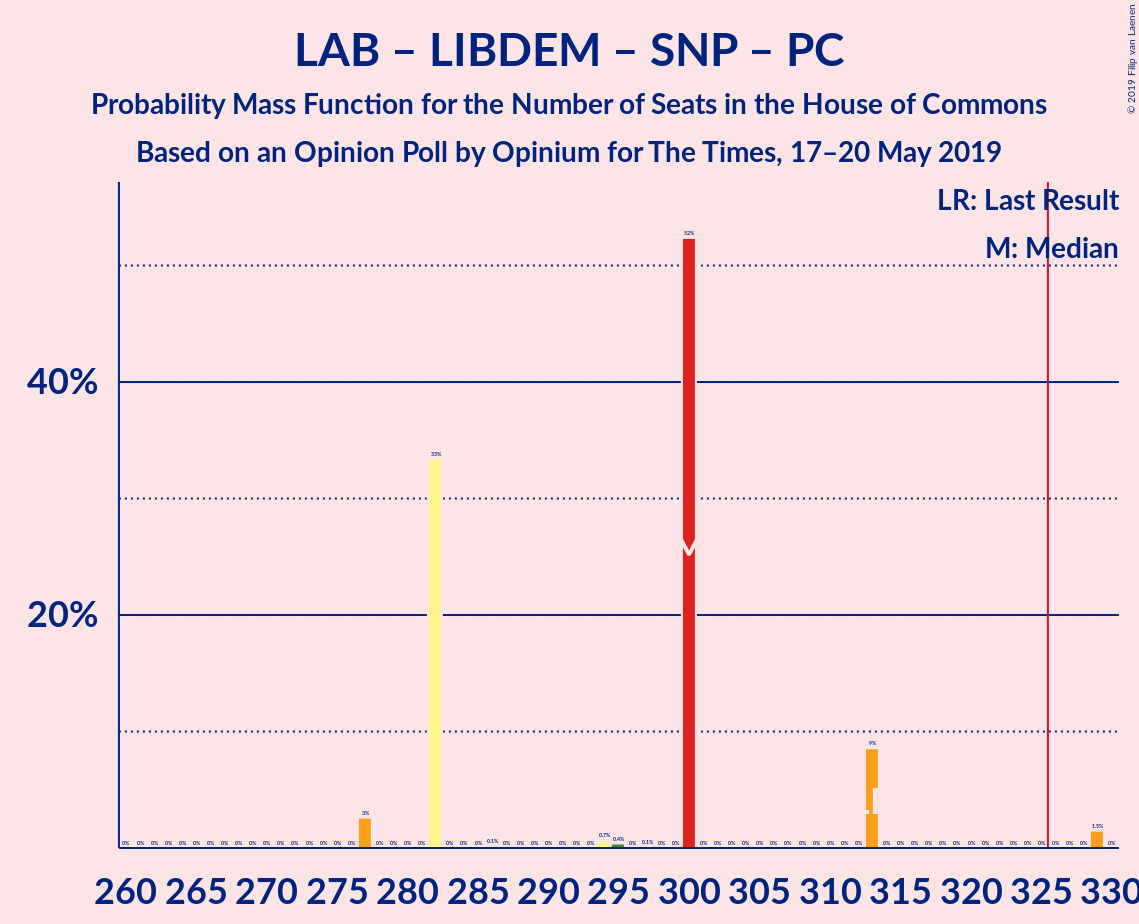 LAB – LIBDEM – SNP – PC
Probability Mass Function for the Number of Seats in the House of Commons
Based on an Opinion Poll by Opinium for The Times, 17–20 May 2019
© 2019 Filip van Laenen
LR: Last Result
M: Median
52%
40%
33%
M
20%
9%
3%
1.5%
0.7%
0.4%
0.1%
0.1%
0%
260 265 270 275 280 285 290 295 300 305 310 315 320 325 330